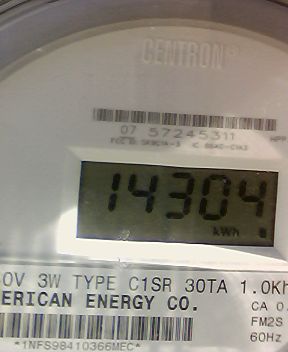 CENTRON®
07 57245311
14304
kWh
0V 3W TYPE C1SR 30TA 1.0Kh
ERICAN ENERGY CO.
CA 0.
FM2S
60Hz
*1NFS98410366MEC*